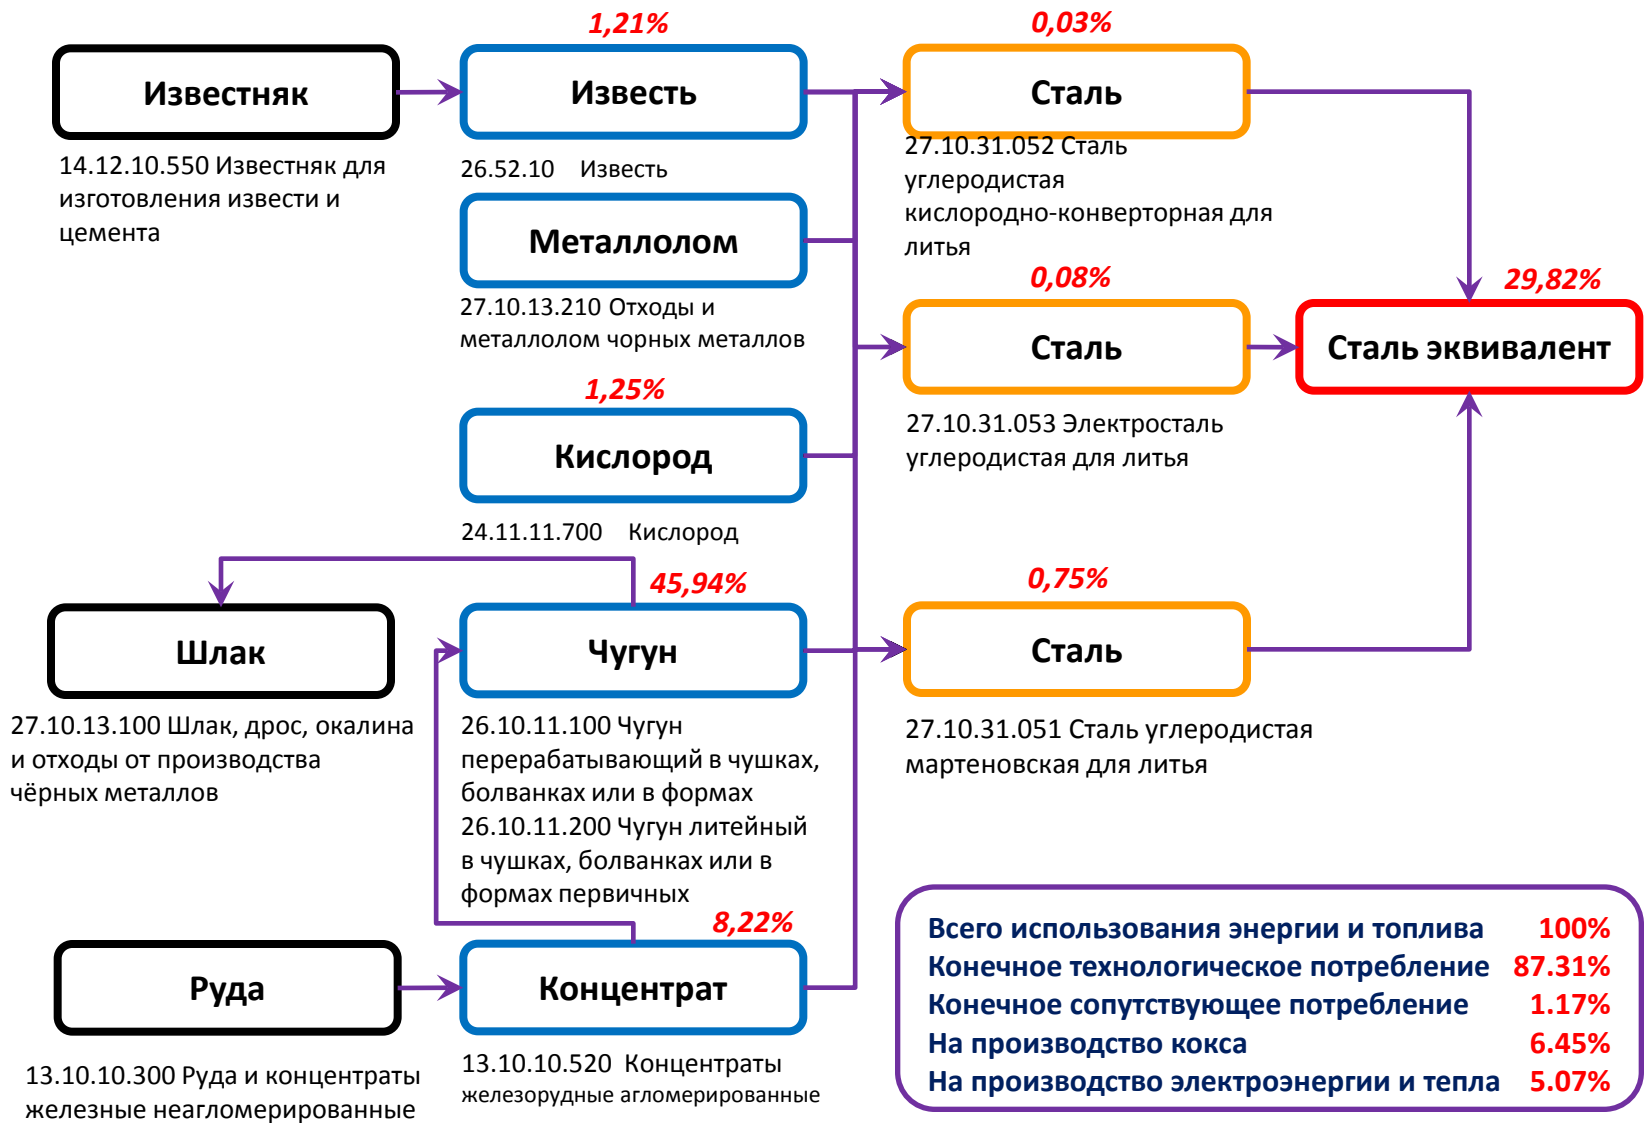 1,21%
0,03%
Известняк
Известь
Сталь
14.12.10.550 Известняк для
изготовления извести и
цемента
26.52.10 Известь
27.10.31.052 Сталь
углеродистая
кислородно-конверторная для
литья
Металлолом
27.10.13.210 Отходы и
металлолом чорных металлов
0,08%
29,82%
Сталь
Сталь эквивалент
27.10.31.053 Электросталь
углеродистая для литья
1,25%
Кислород
24.11.11.700 Кислород
45,94%
0,75%
Шлак
Чугун
Сталь
27.10.13.100 Шлак, дрос, окалина
и отходы от производства
чёрных металлов
26.10.11.100 Чугун
перерабатывающий в чушках,
болванках или в формах
26.10.11.200 Чугун литейный
в чушках, болванках или в
формах первичных
27.10.31.051 Сталь углеродистая
мартеновская для литья
8,22%
Руда
Концентрат
13.10.10.300 Руда и концентраты
железные неагломерированные
13.10.10.520 Концентраты
железорудные агломерированные
Всего использования энергии и топлива 100%
Конечное технологическое потребление 87.31%
Конечное сопутствующее потребление 1.17%
На производство кокса 6.45%
На производство электроэнергии и тепла 5.07%